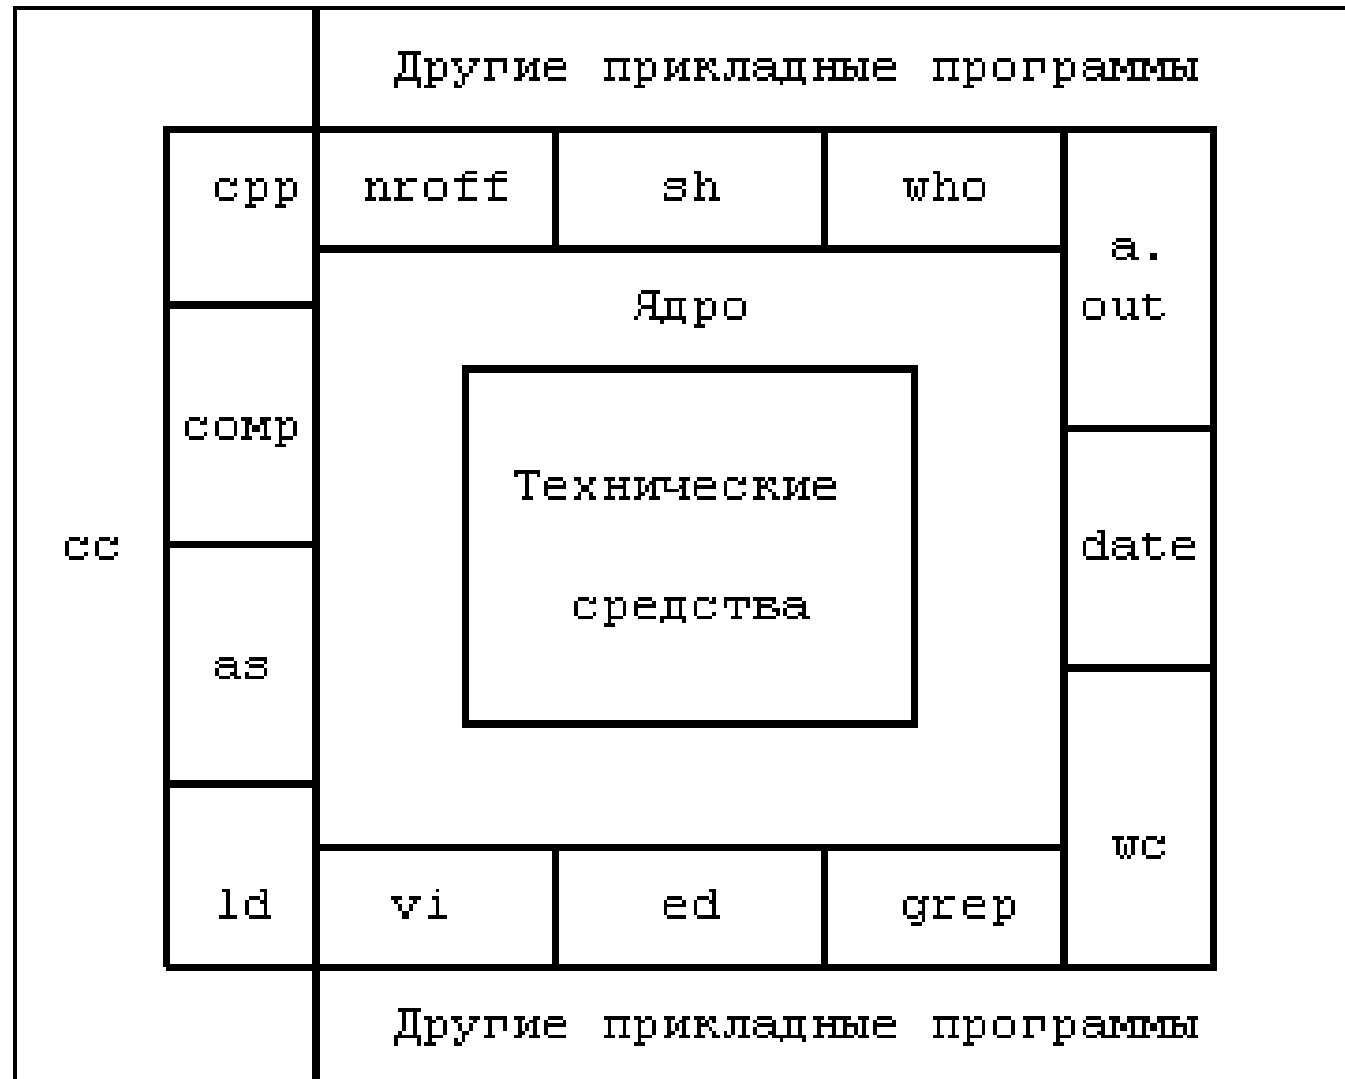 Другие прикладные программы
cpp nroff sh who
a.
out
Ядро
comp
Технические
cc date
средства
as
wc
ld vi ed grep
Другие прикладные программы